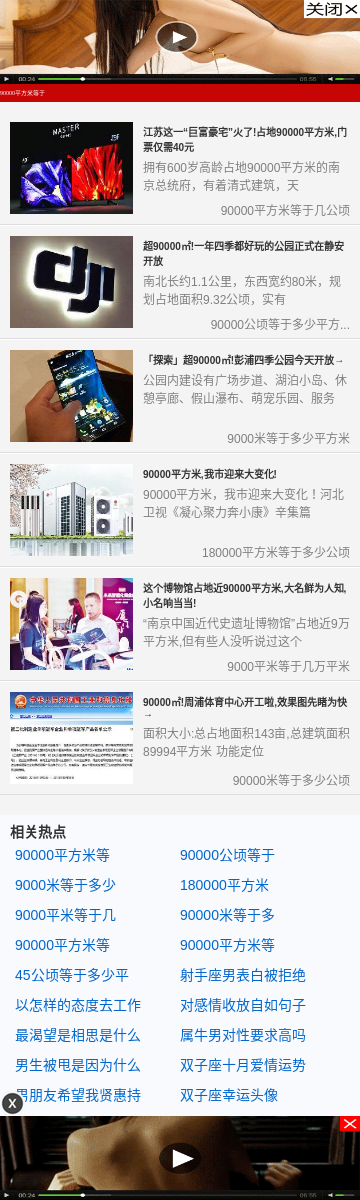 关闭✕
00:24
06:55
90000平方米等于
江苏这一“巨富豪宅”火了!占地90000平方米,门
票仅需40元
拥有600岁高龄占地90000平方米的南
京总统府，有着清式建筑，天
90000平方米等于几公顷
超90000㎡!一年四季都好玩的公园正式在静安
开放
南北长约1.1公里，东西宽约80米，规
划占地面积9.32公顷，实有
90000公顷等于多少平方...
「探索」超90000㎡!彭浦四季公园今天开放→
公园内建设有广场步道、湖泊小岛、休
憩亭廊、假山瀑布、萌宠乐园、服务
9000米等于多少平方米
90000平方米,我市迎来大变化!
90000平方米，我市迎来大变化！河北
卫视《凝心聚力奔小康》辛集篇
180000平方米等于多少公顷
这个博物馆占地近90000平方米,大名鲜为人知,
小名响当当!
“南京中国近代史遗址博物馆”占地近9万
平方米,但有些人没听说过这个
9000平米等于几万平米
90000㎡!周浦体育中心开工啦,效果图先睹为快
→
面积大小:总占地面积143亩,总建筑面积
89994平方米 功能定位
90000米等于多少公顷
MASTER
dji
相关热点
90000平方米等
90000公顷等于
9000米等于多少
180000平方米
9000平米等于几
90000米等于多
90000平方米等
90000平方米等
45公顷等于多少平
射手座男表白被拒绝
以怎样的态度去工作
对感情收放自如句子
最渴望是相思是什么
属牛男对性要求高吗
男生被甩是因为什么
双子座十月爱情运势
男朋友希望我贤惠持
双子座幸运头像
X
00:24
06:55